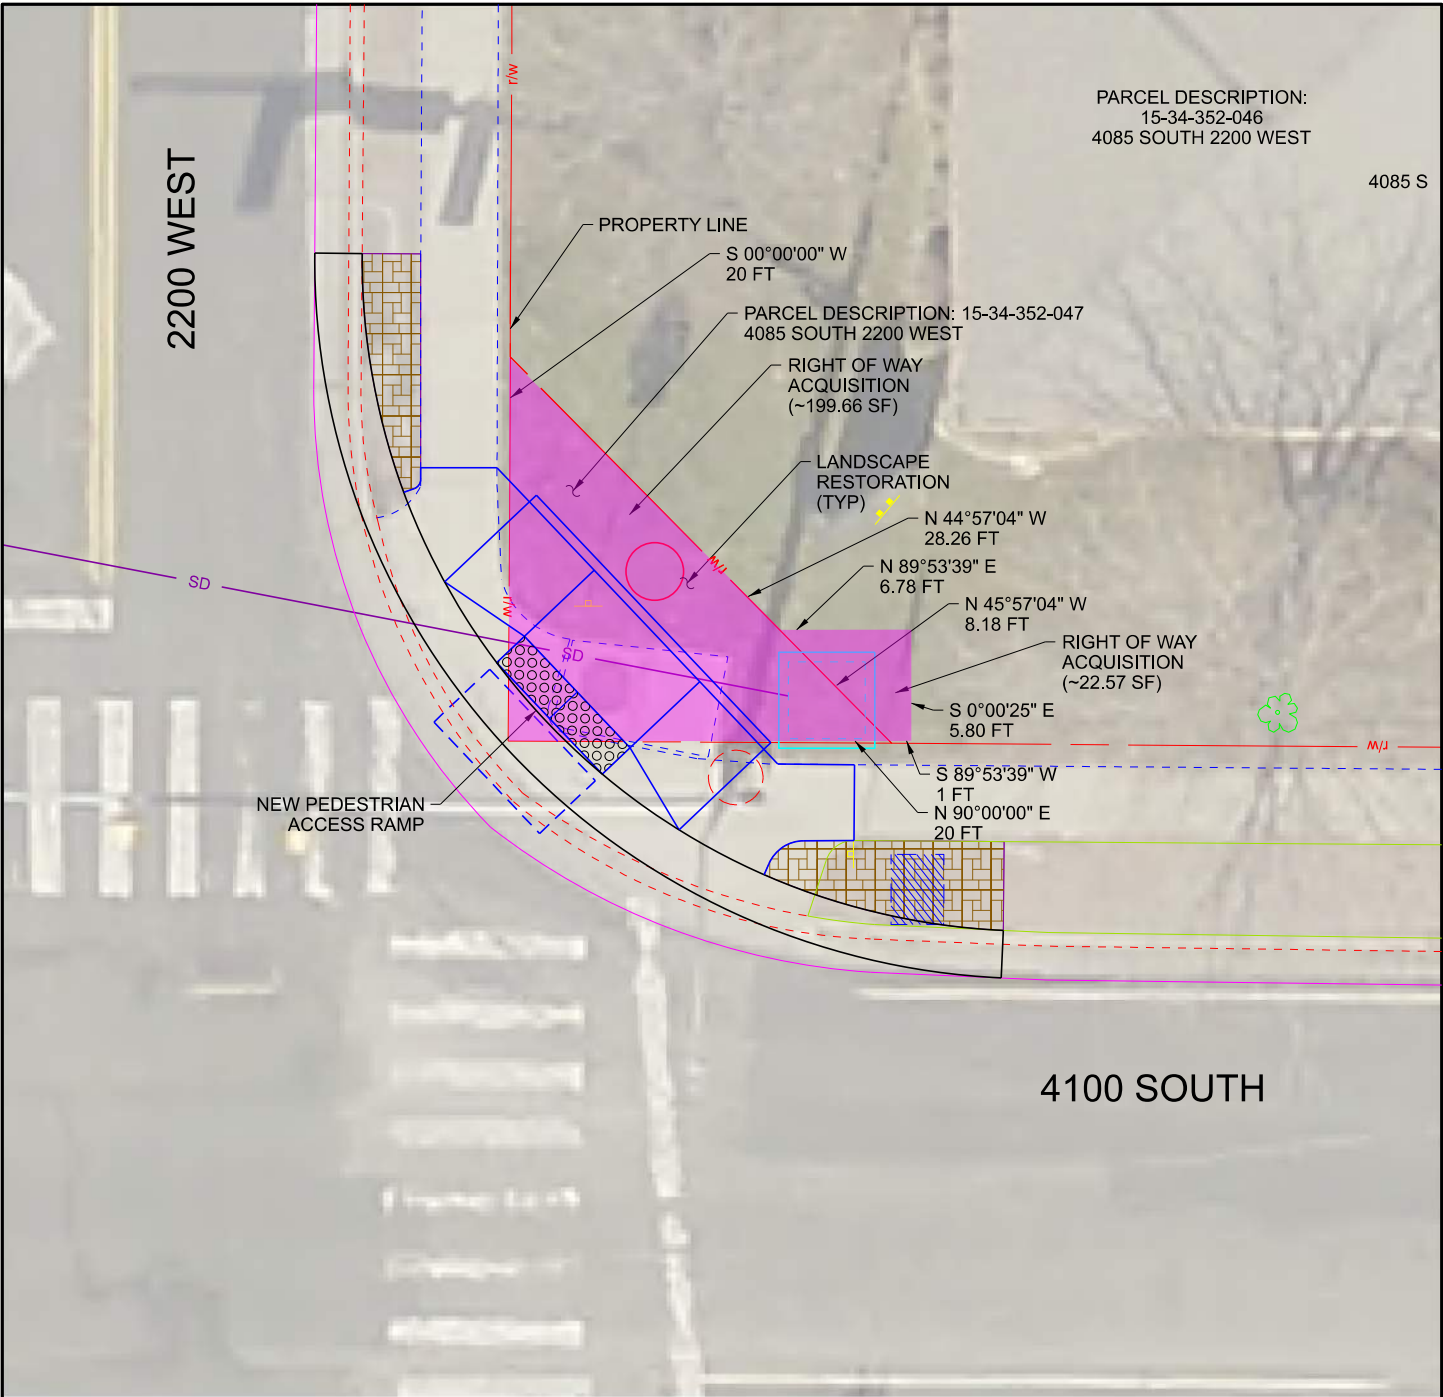 PARCEL DESCRIPTION:
15-34-352-046
4085 SOUTH 2200 WEST
4085 S
r/w
2200 WEST
PROPERTY LINE
S 00°00'00" W
20 FT
PARCEL DESCRIPTION: 15-34-352-047
4085 SOUTH 2200 WEST
RIGHT OF WAY
ACQUISITION
(~199.66 SF)
LANDSCAPE
RESTORATION
(TYP)
N 44°57'04" W
28.26 FT
r/w
N 89°53'39" E
6.78 FT
SD
r/w
N 45°57'04" W
8.18 FT
SD
RIGHT OF WAY
ACQUISITION
(~22.57 SF)
S 0°00'25" E
5.80 FT
r/w
S 89°53'39" W
1 FT
N 90°00'00" E
20 FT
NEW PEDESTRIAN
ACCESS RAMP
4100 SOUTH